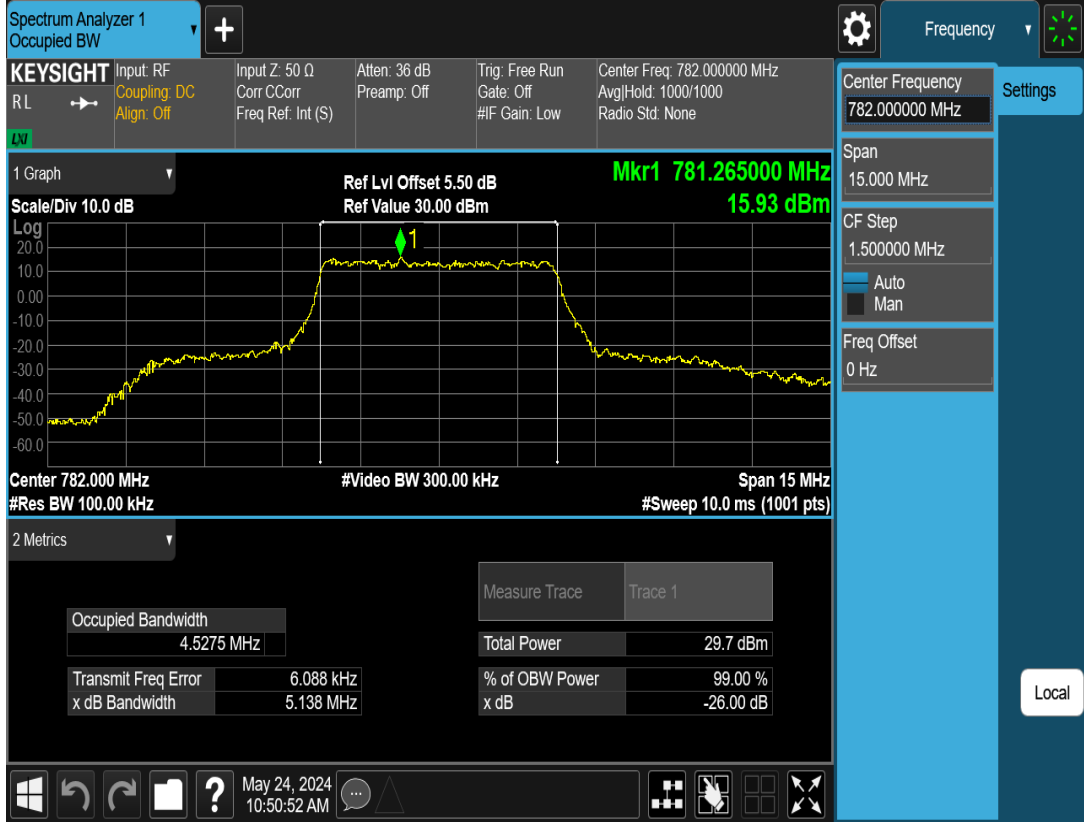 Spectrum Analyzer 1
Occupied BW
+
Frequency
KEYSIGHT
R L
LXI
Input: RF
Coupling: DC
Align: Off
Input Z: 50 Ω
Corr CCorr
Freq Ref: Int (S)
Atten: 36 dB
Preamp: Off
Trig: Free Run
Gate: Off
#IF Gain: Low
Center Freq: 782.000000 MHz
Avg|Hold: 1000/1000
Radio Std: None
Center Frequency
782.000000 MHz
Settings
Span
15.000 MHz
CF Step
1.500000 MHz
Auto
Man
Freq Offset
0 Hz
Local
1 Graph
Ref Lvl Offset 5.50 dB
Mkr1 781.265000 MHz
Scale/Div 10.0 dB
Ref Value 30.00 dBm
15.93 dBm
Log
1
20.0
10.0
0.00
-10.0
-20.0
-30.0
-40.0
-50.0
-60.0
Center 782.000 MHz
#Video BW 300.00 kHz
Span 15 MHz
#Res BW 100.00 kHz
#Sweep 10.0 ms (1001 pts)
2 Metrics
Measure Trace
Trace 1
Occupied Bandwidth
4.5275 MHz
Total Power
29.7 dBm
Transmit Freq Error
6.088 kHz
% of OBW Power
99.00 %
x dB Bandwidth
5.138 MHz
x dB
-26.00 dB
?
May 24, 2024
10:50:52 AM